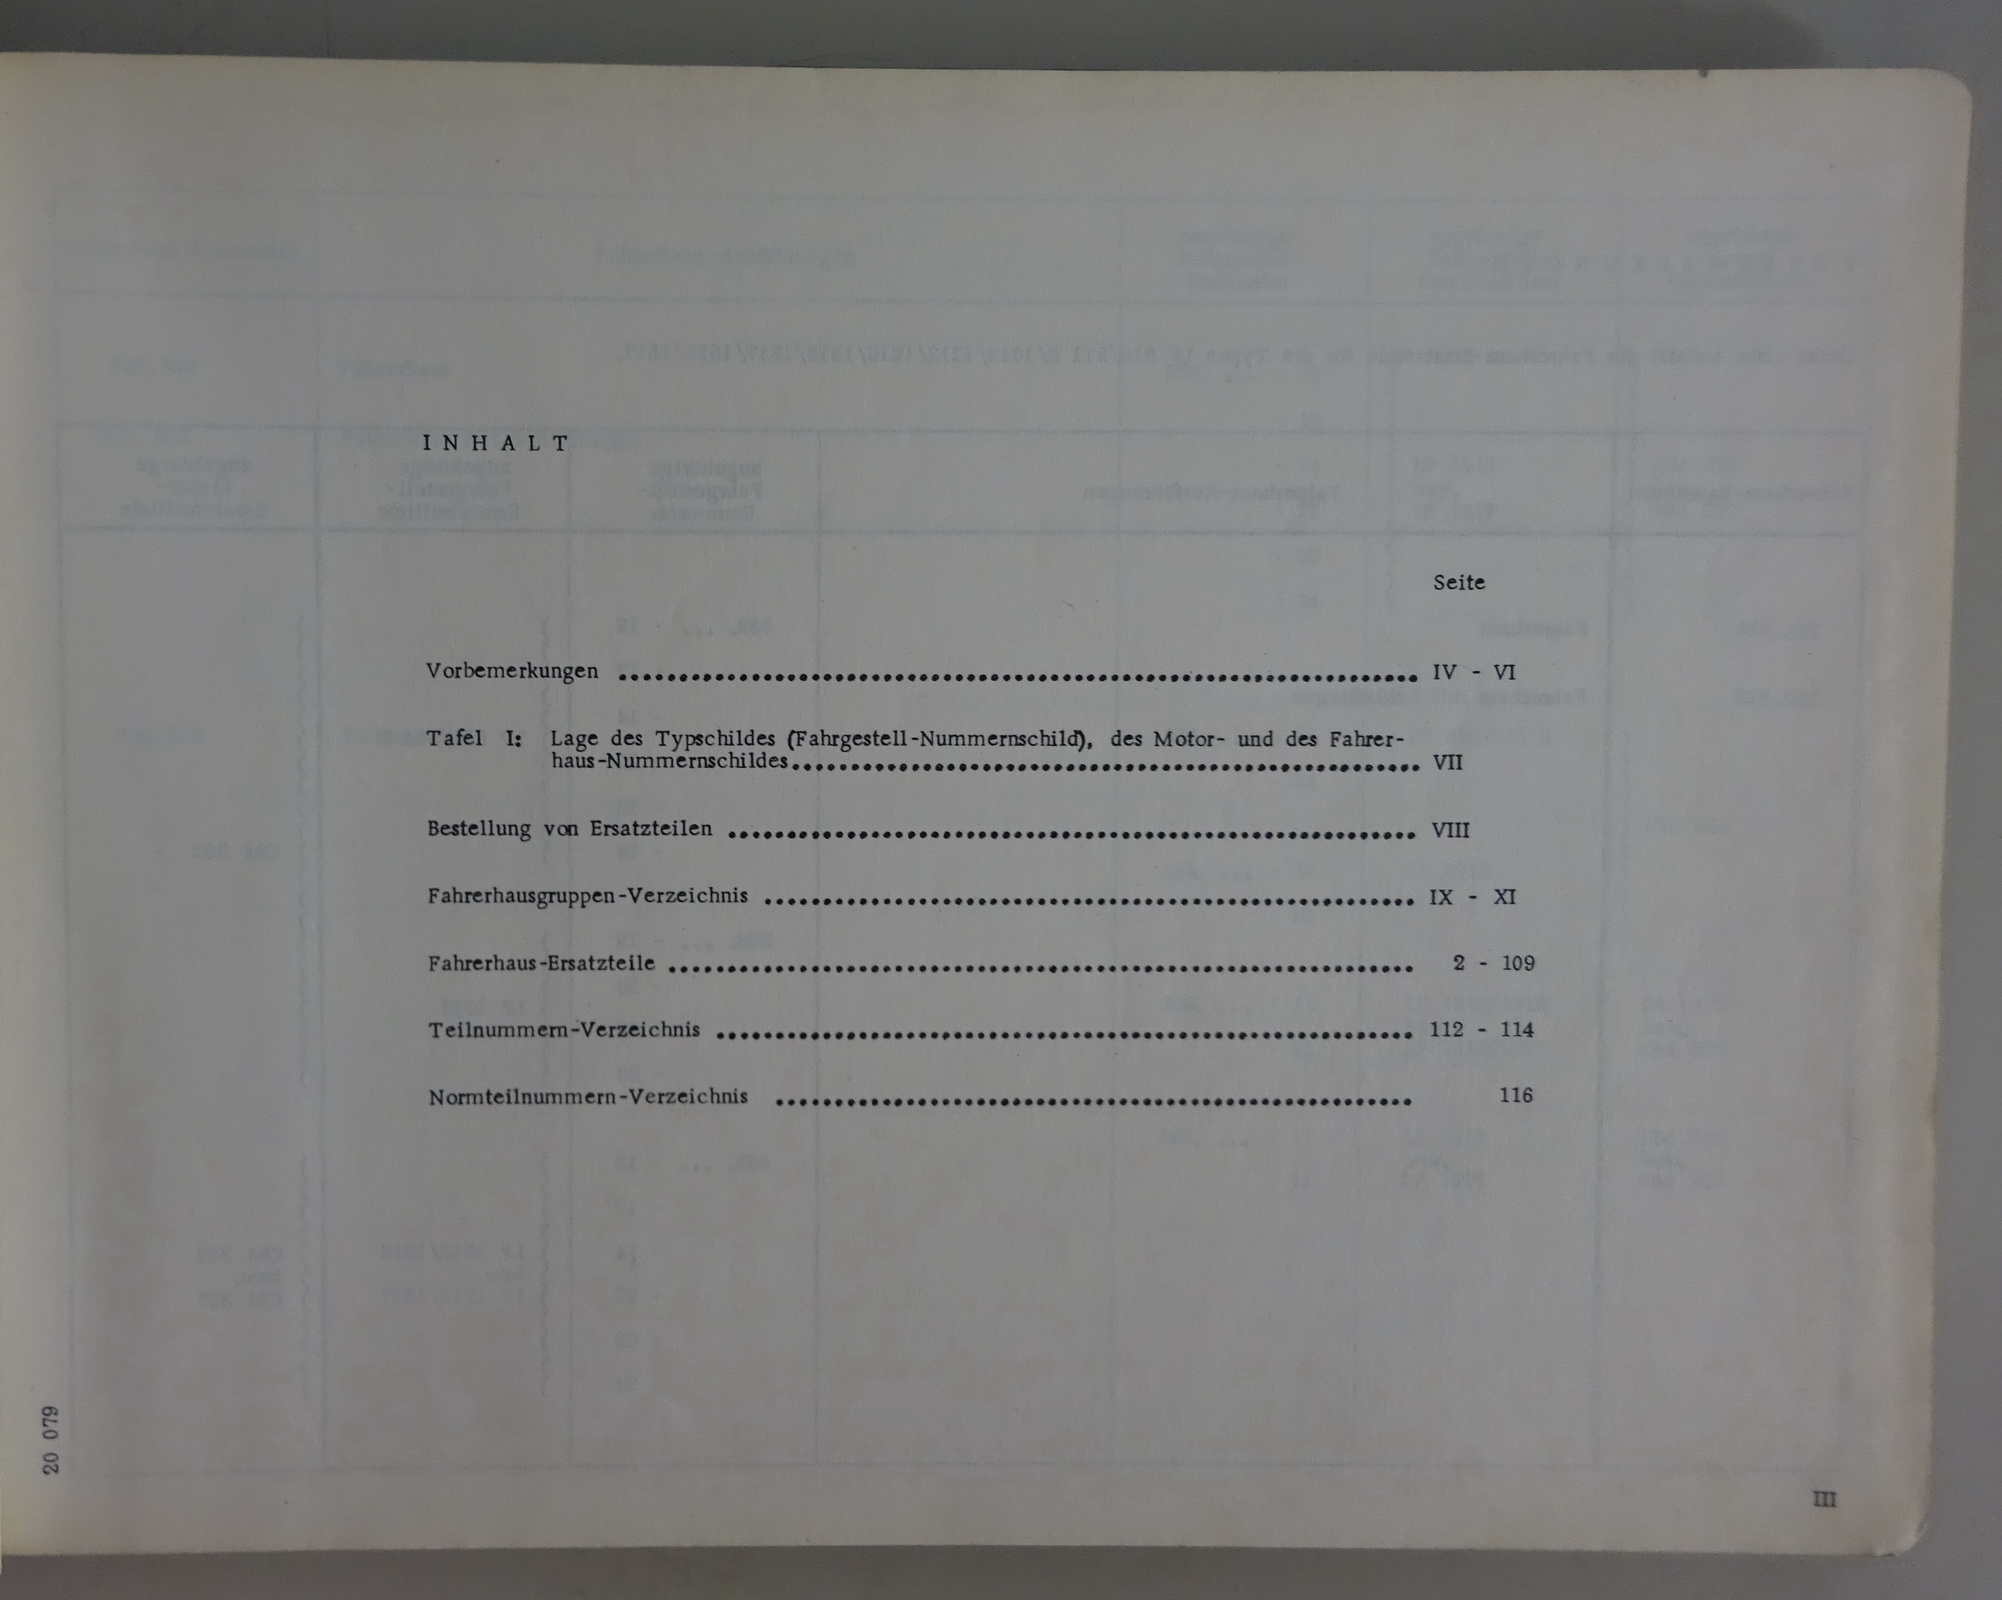 INHALT
Seite
Vorbemerkungen .......... IV - VI
Tafel I: Lage des Typschildes (Fahrgestell-Nummernschild), des Motor- und des Fahrer-
haus-Nummernschildes .......... VII
Bestellung von Ersatzteilen .......... VIII
Fahrerhausgruppen-Verzeichnis .......... IX - XI
Fahrerhaus-Ersatzteile .......... 2 - 109
Teilnummern-Verzeichnis .......... 112 - 114
Normteilnummern-Verzeichnis .......... 116
20 079
III